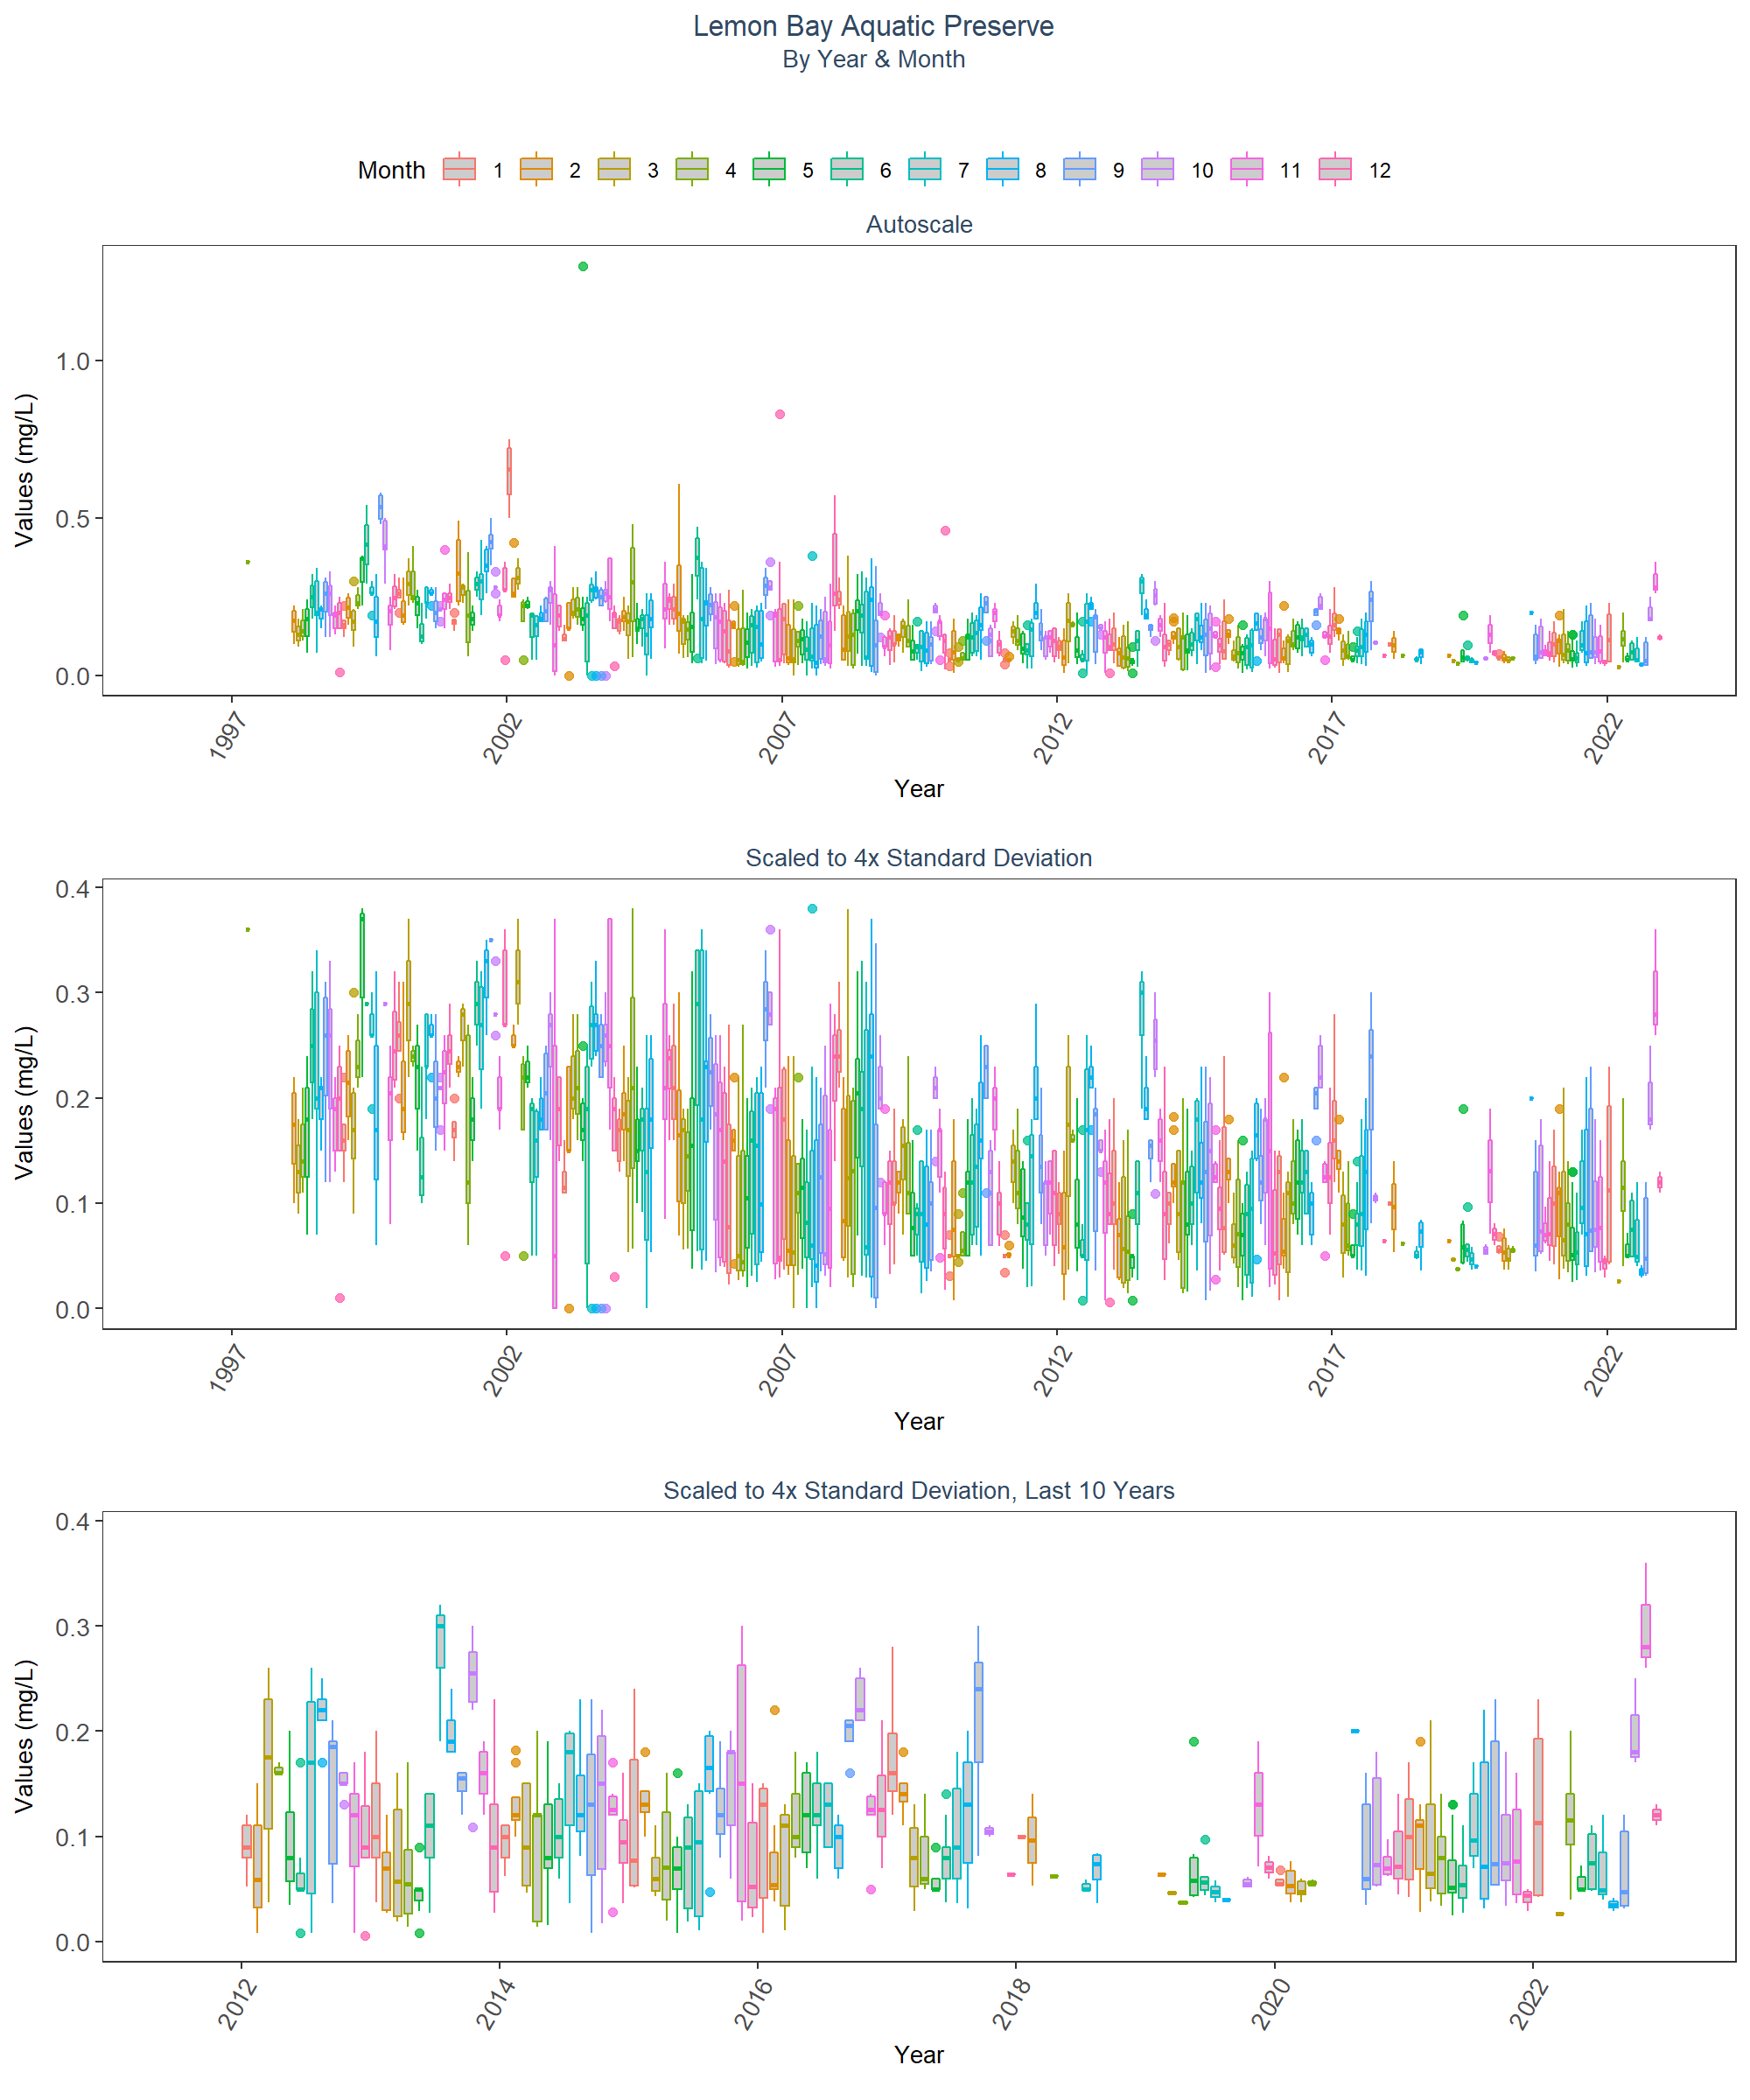 Lemon Bay Aquatic Preserve
By Year & Month
Month 1 2 3 4 5 6 7 8 9 10 11 12
Autoscale
Values (mg/L)
1.0
0.5
0.0
1997 2002 2007 2012 2017 2022
Year
Scaled to 4x Standard Deviation
Values (mg/L)
0.4
0.3
0.2
0.1
0.0
1997 2002 2007 2012 2017 2022
Year
Scaled to 4x Standard Deviation, Last 10 Years
Values (mg/L)
0.4
0.3
0.2
0.1
0.0
2012 2014 2016 2018 2020 2022
Year